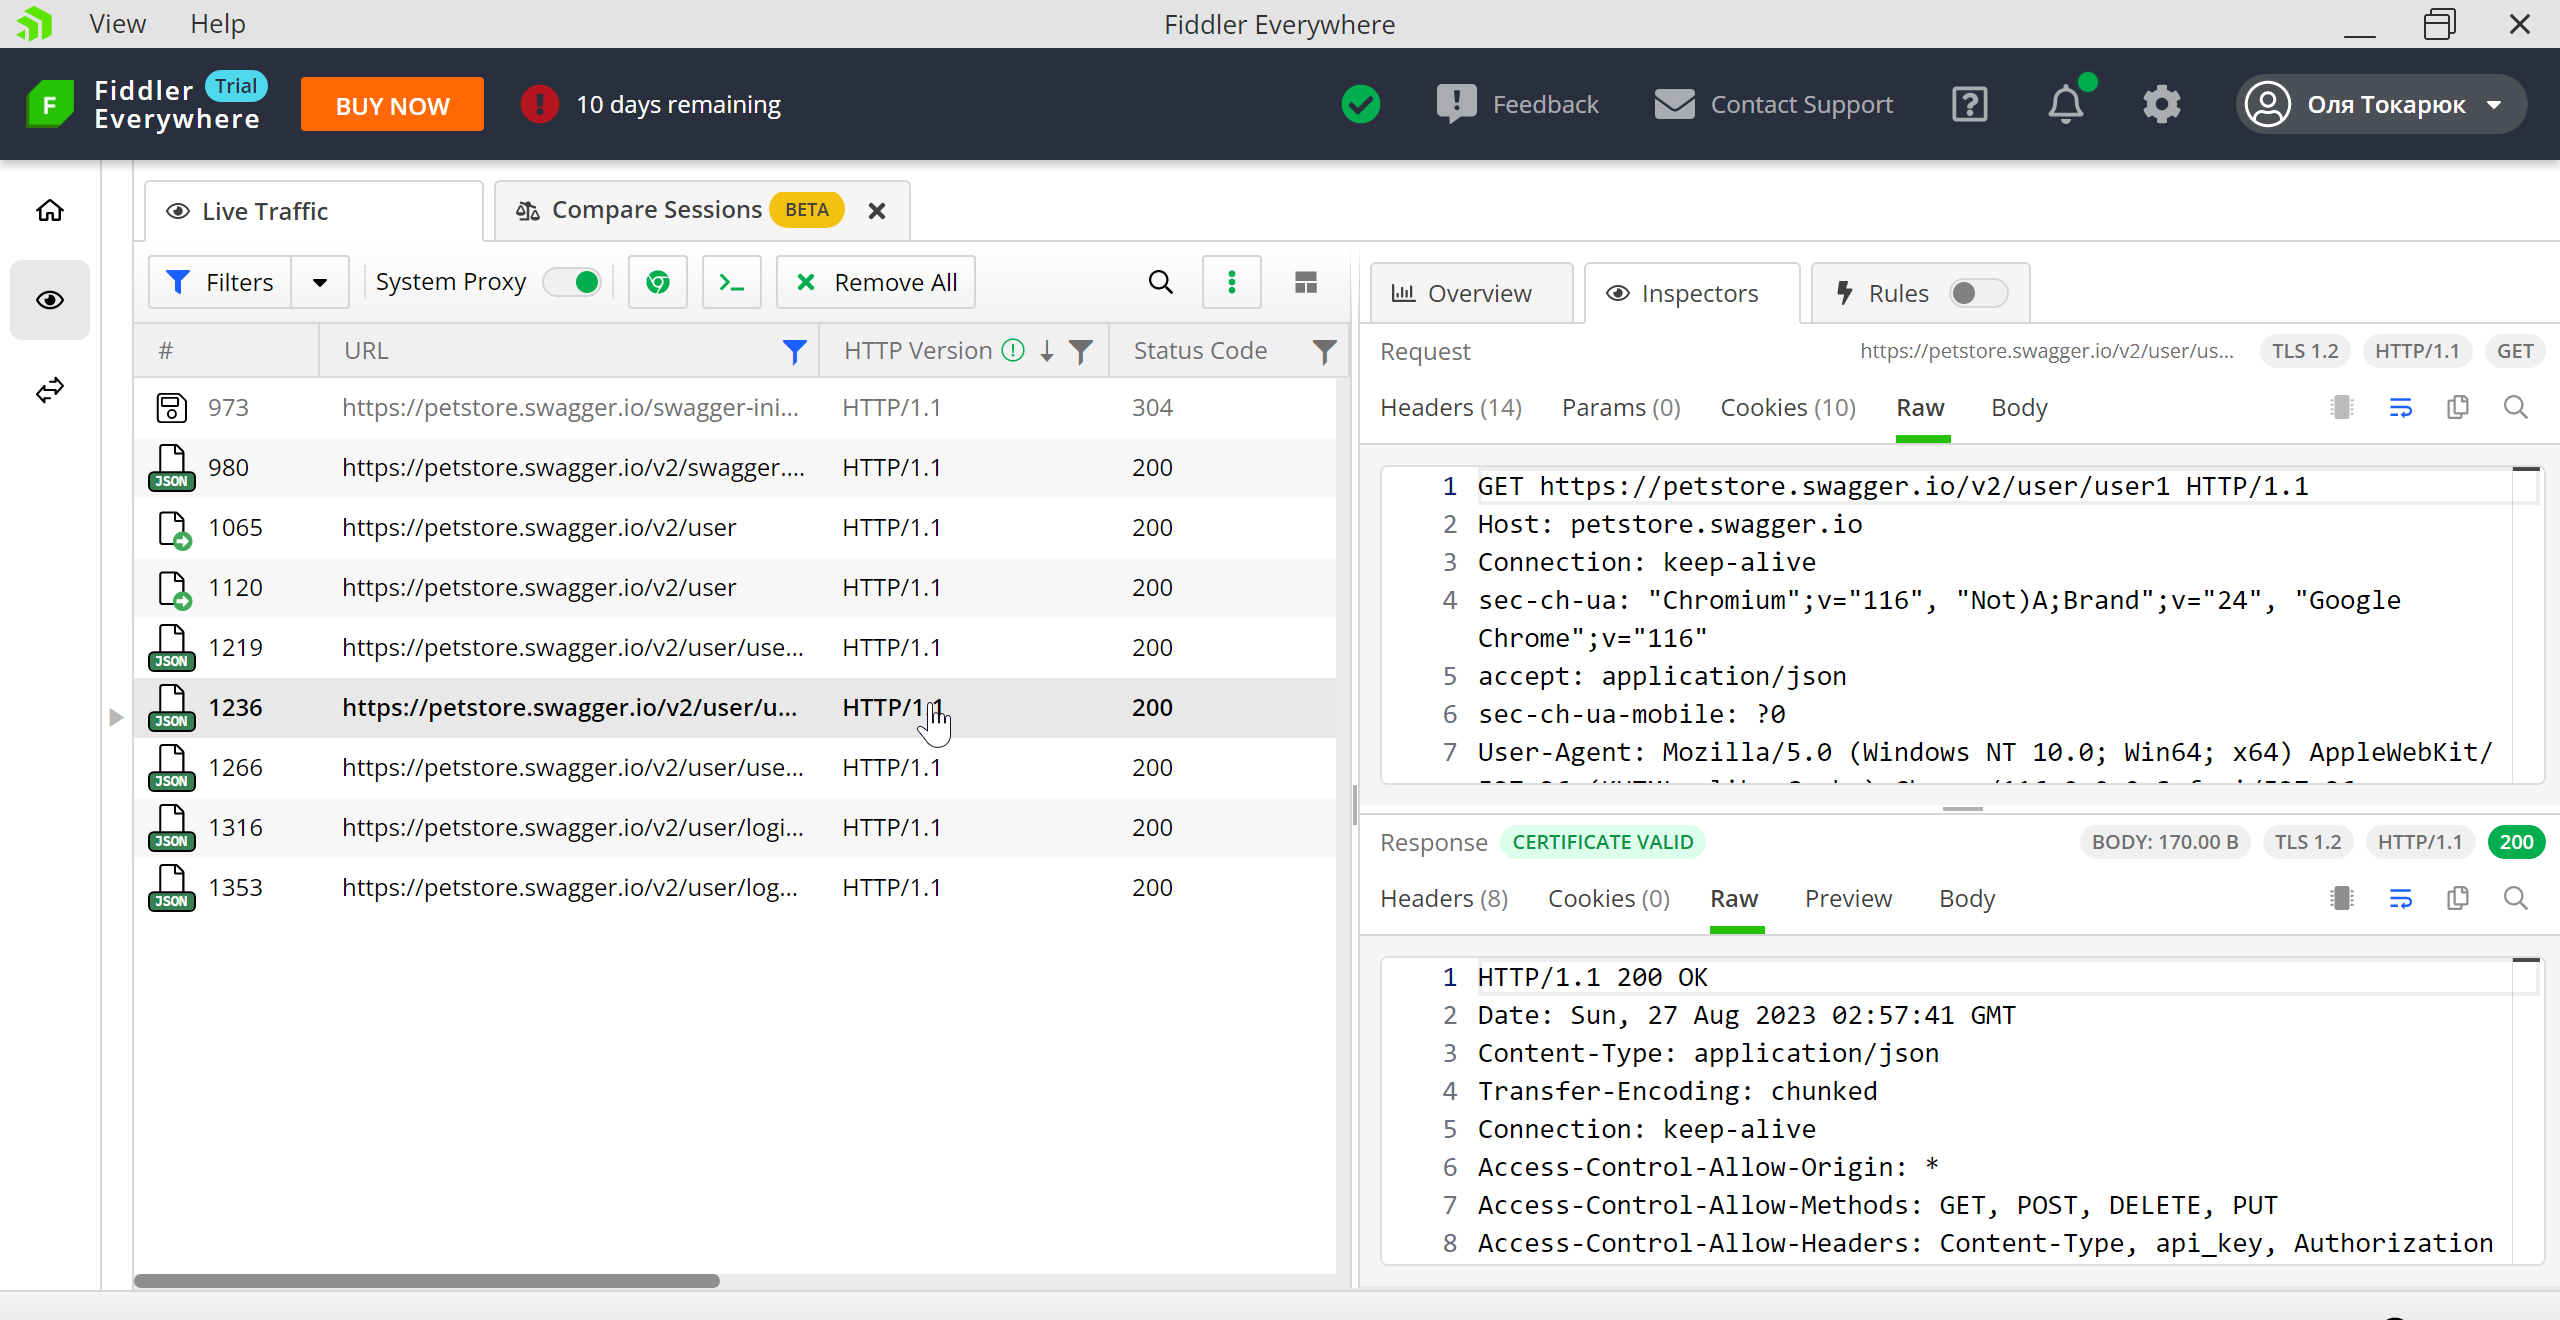 View Help Fiddler Everywhere
Fiddler Everywhere Trial BUY NOW 10 days remaining Feedback Contact Support Оля Токарюк
Live Traffic Compare Sessions BETA
Filters System Proxy Remove All
Overview Inspectors Rules
# URL HTTP Version Status Code
973 https://petstore.swagger.io/swagger-ini... HTTP/1.1 304
JSON 980 https://petstore.swagger.io/v2/swagger.... HTTP/1.1 200
1065 https://petstore.swagger.io/v2/user HTTP/1.1 200
1120 https://petstore.swagger.io/v2/user HTTP/1.1 200
JSON 1219 https://petstore.swagger.io/v2/user/use... HTTP/1.1 200
JSON 1236 https://petstore.swagger.io/v2/user/u... HTTP/1.1 200
JSON 1266 https://petstore.swagger.io/v2/user/use... HTTP/1.1 200
JSON 1316 https://petstore.swagger.io/v2/user/logi... HTTP/1.1 200
JSON 1353 https://petstore.swagger.io/v2/user/log... HTTP/1.1 200
Request https://petstore.swagger.io/v2/user/us... TLS 1.2 HTTP/1.1 GET
Headers (14) Params (0) Cookies (10) Raw Body
1 GET https://petstore.swagger.io/v2/user/user1 HTTP/1.1
2 Host: petstore.swagger.io
3 Connection: keep-alive
4 sec-ch-ua: "Chromium";v="116", "Not)A;Brand";v="24", "Google
Chrome";v="116"
5 accept: application/json
6 sec-ch-ua-mobile: ?0
7 User-Agent: Mozilla/5.0 (Windows NT 10.0; Win64; x64) AppleWebKit/
Response CERTIFICATE VALID BODY: 170.00 B TLS 1.2 HTTP/1.1 200
Headers (8) Cookies (0) Raw Preview Body
1 HTTP/1.1 200 OK
2 Date: Sun, 27 Aug 2023 02:57:41 GMT
3 Content-Type: application/json
4 Transfer-Encoding: chunked
5 Connection: keep-alive
6 Access-Control-Allow-Origin: *
7 Access-Control-Allow-Methods: GET, POST, DELETE, PUT
8 Access-Control-Allow-Headers: Content-Type, api_key, Authorization